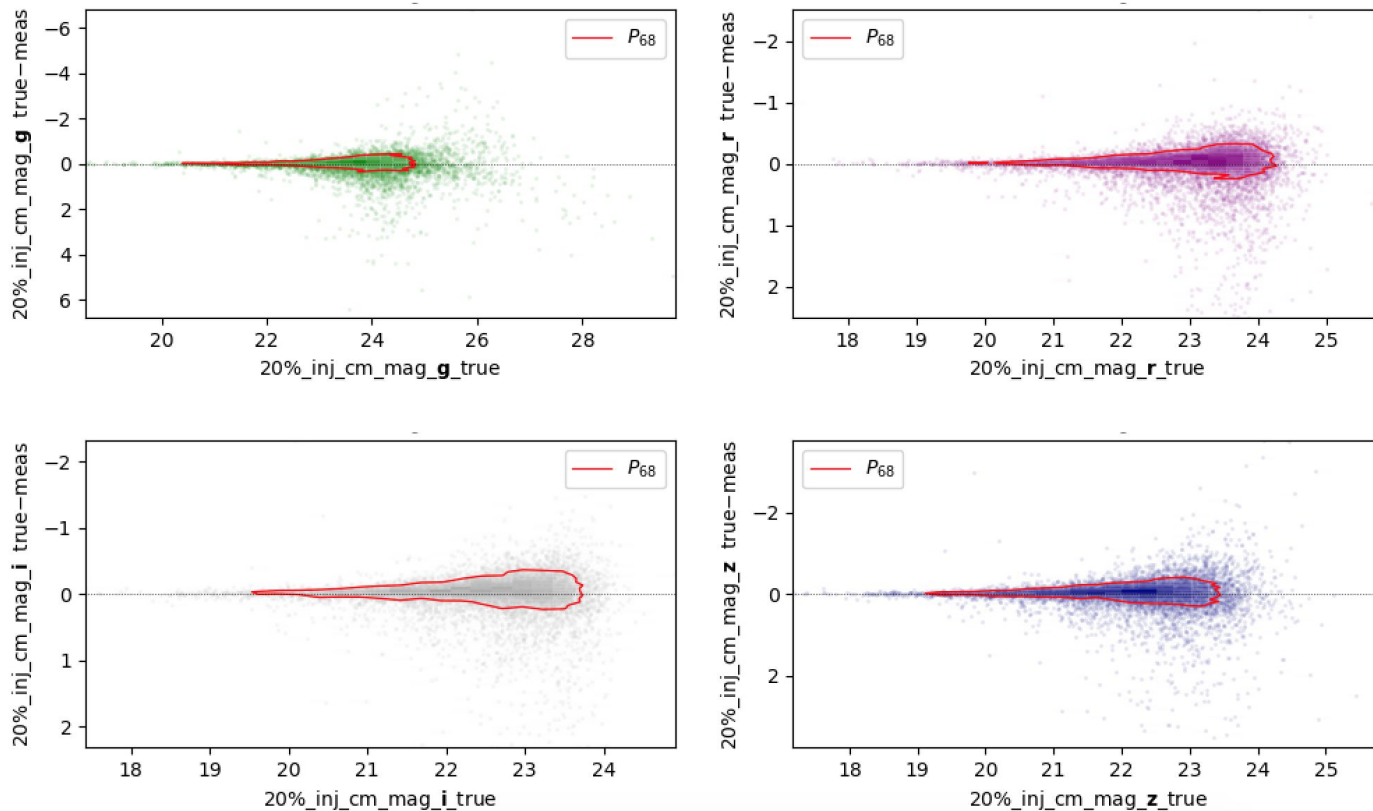 20%_inj_cm_mag_g true−meas
−6
−4
−2
0
2
4
6
P68
20 22 24 26 28
20%_inj_cm_mag_g_true
20%_inj_cm_mag_r true−meas
−2
−1
0
1
2
P68
18 19 20 21 22 23 24 25
20%_inj_cm_mag_r_true
20%_inj_cm_mag_i true−meas
−2
−1
0
1
2
P68
18 19 20 21 22 23 24
20%_inj_cm_mag_i_true
20%_inj_cm_mag_z true−meas
−2
0
2
P68
18 19 20 21 22 23 24 25
20%_inj_cm_mag_z_true